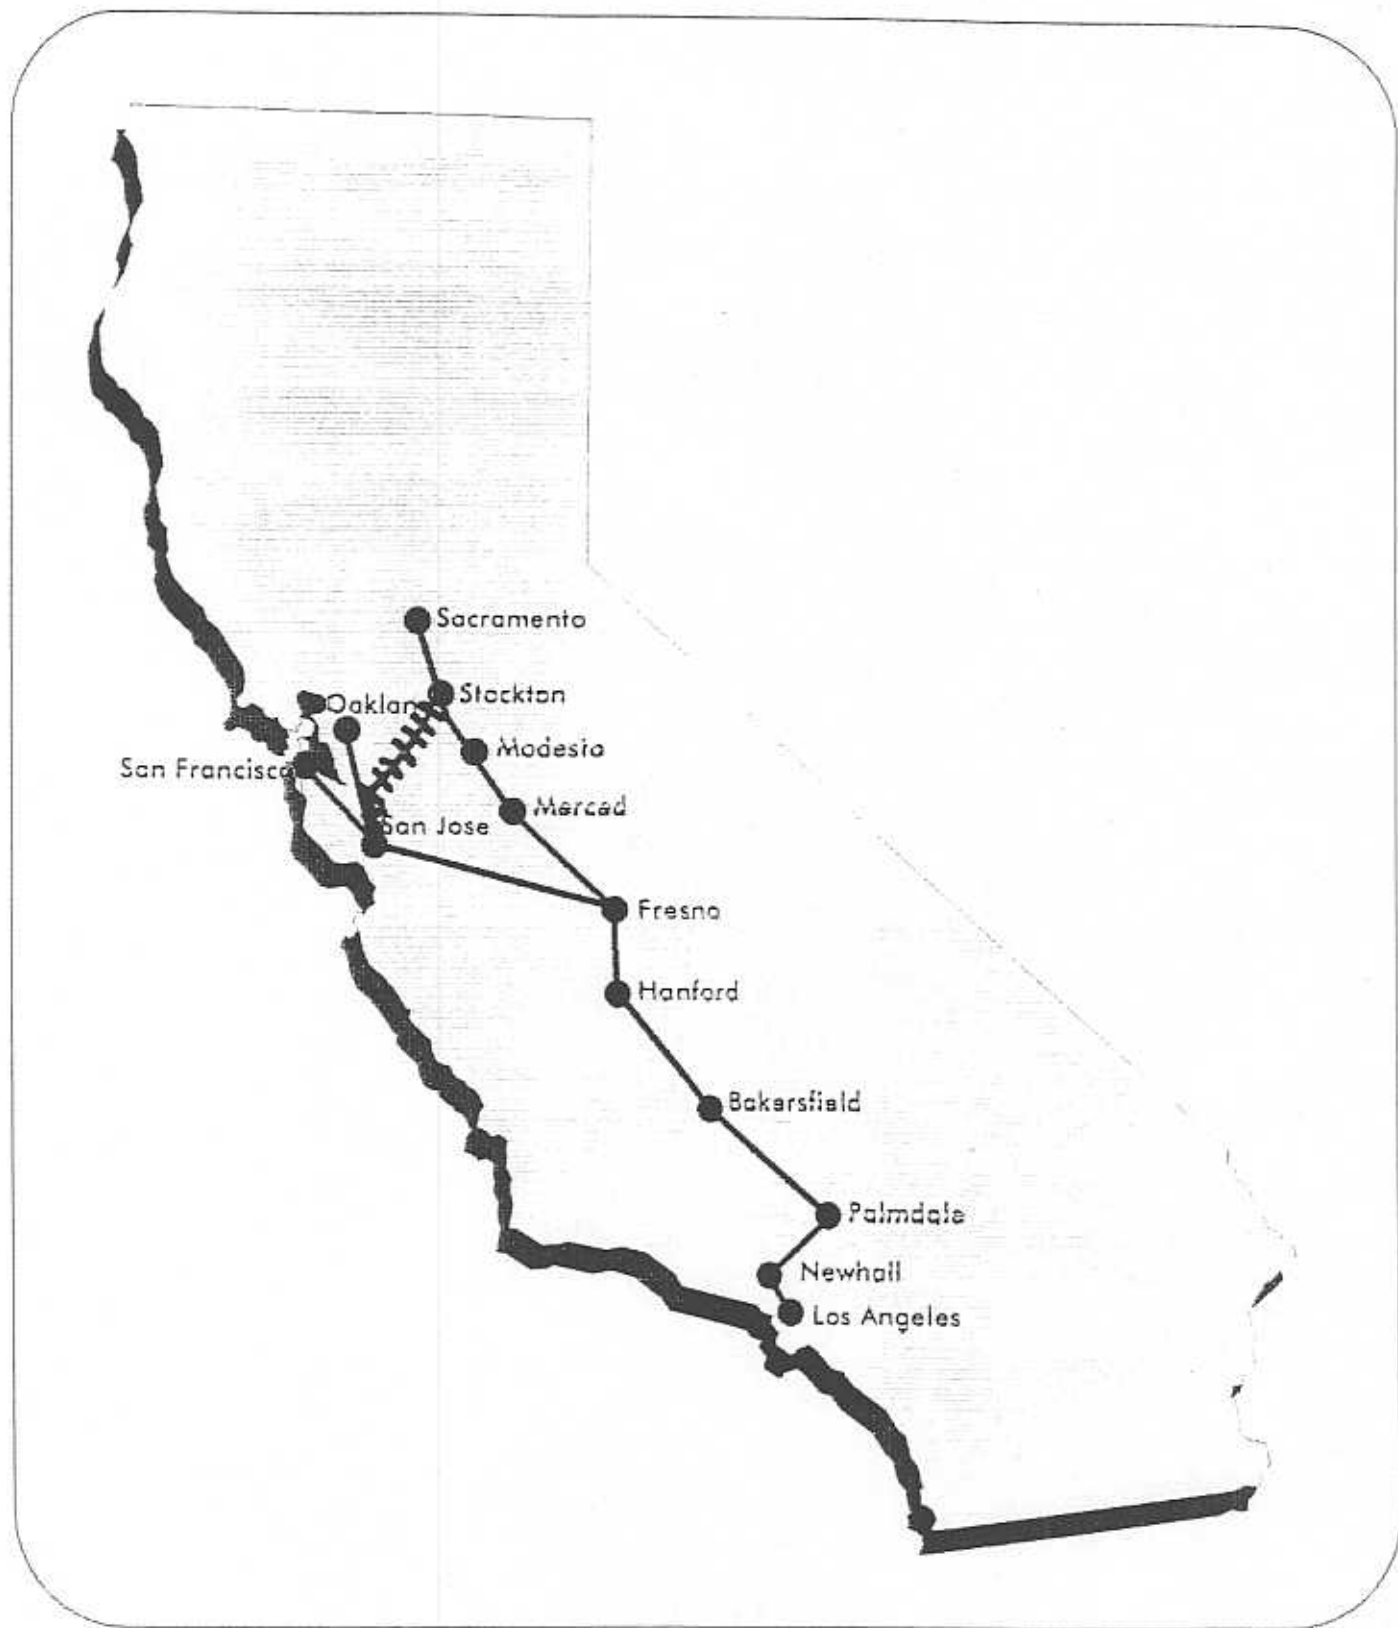 Sacramento
Stockton
Oaklan
Modesto
San Francisco
Merced
San Jose
Fresno
Hanford
Bakersfield
Palmdale
Newhall
Los Angeles